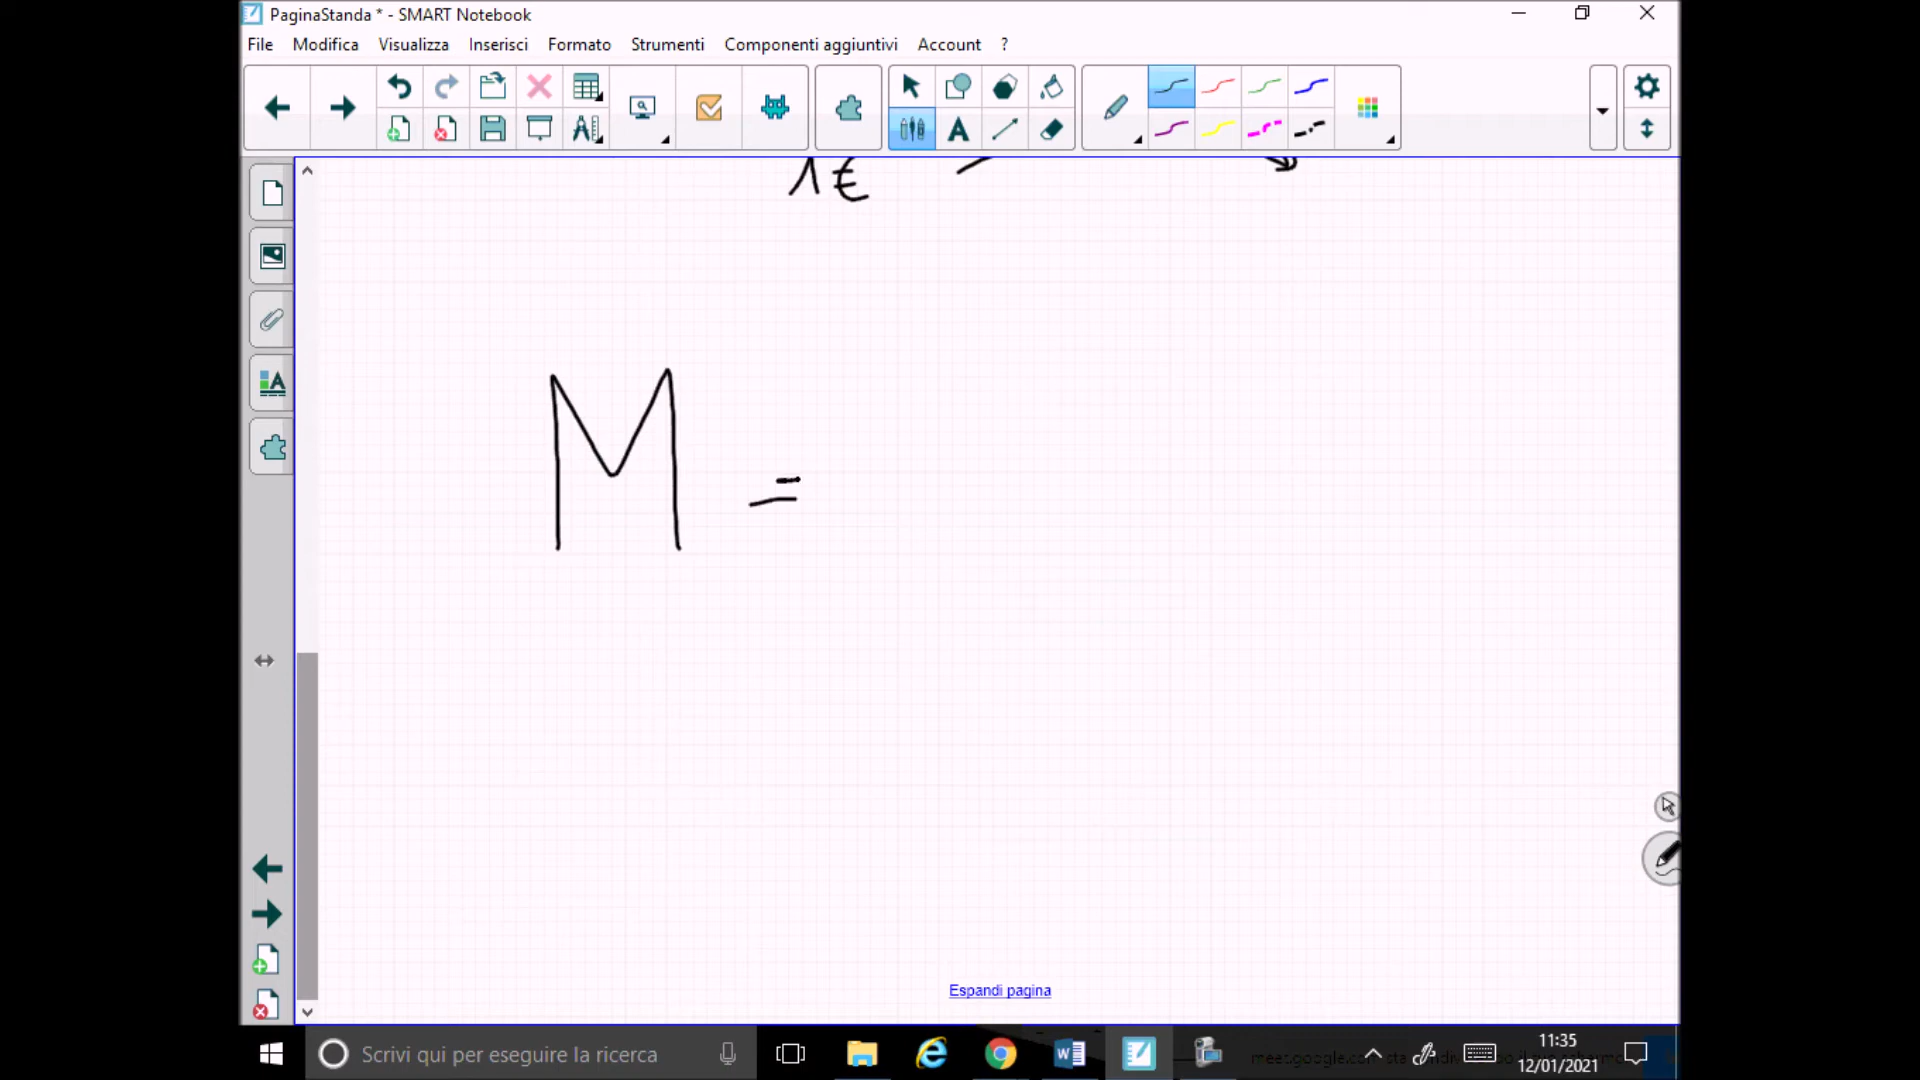 PaginaStanda * - SMART Notebook
File Modifica Visualizza Inserisci Formato Strumenti Componenti aggiuntivi Account ?
1€
M =
Espandi pagina
Scrivi qui per eseguire la ricerca
11:35
12/01/2021